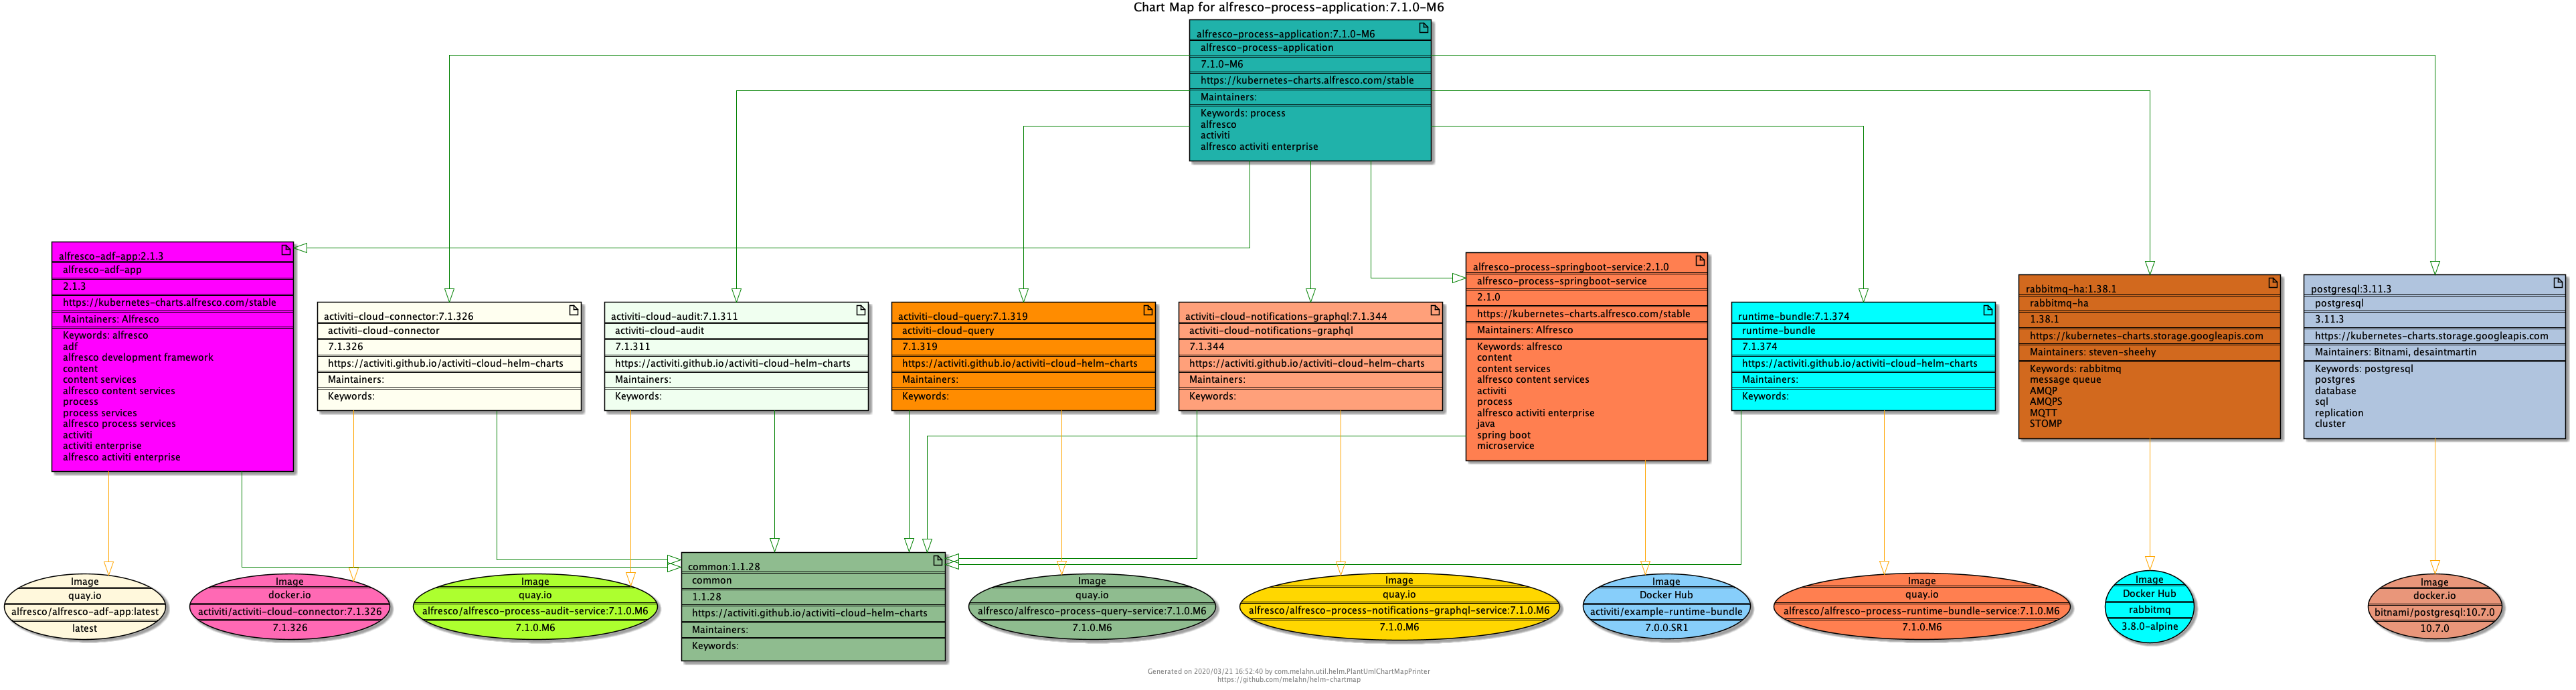 Chart Map for alfresco-process-application:7.1.0-M6
alfresco-process-application:7.1.0-M6
alfresco-process-application
7.1.0-M6
https://kubernetes-charts.alfresco.com/stable
Maintainers:
Keywords: process
alfresco
activiti
alfresco activiti enterprise
alfresco-adf-app:2.1.3
alfresco-adf-app
2.1.3
https://kubernetes-charts.alfresco.com/stable
Maintainers: Alfresco
Keywords: alfresco
adf
alfresco development framework
content
content services
alfresco content services
process
process services
alfresco process services
activiti
activiti enterprise
alfresco activiti enterprise
activiti-cloud-connector:7.1.326
activiti-cloud-connector
7.1.326
https://activiti.github.io/activiti-cloud-helm-charts
Maintainers:
Keywords:
activiti-cloud-audit:7.1.311
activiti-cloud-audit
7.1.311
https://activiti.github.io/activiti-cloud-helm-charts
Maintainers:
Keywords:
activiti-cloud-query:7.1.319
activiti-cloud-query
7.1.319
https://activiti.github.io/activiti-cloud-helm-charts
Maintainers:
Keywords:
activiti-cloud-notifications-graphql:7.1.344
activiti-cloud-notifications-graphql
7.1.344
https://activiti.github.io/activiti-cloud-helm-charts
Maintainers:
Keywords:
alfresco-process-springboot-service:2.1.0
alfresco-process-springboot-service
2.1.0
https://kubernetes-charts.alfresco.com/stable
Maintainers: Alfresco
Keywords: alfresco
content
content services
alfresco content services
activiti
process
alfresco activiti enterprise
java
spring boot
microservice
runtime-bundle:7.1.374
runtime-bundle
7.1.374
https://activiti.github.io/activiti-cloud-helm-charts
Maintainers:
Keywords:
rabbitmq-ha:1.38.1
rabbitmq-ha
1.38.1
https://kubernetes-charts.storage.googleapis.com
Maintainers: steven-sheehy
Keywords: rabbitmq
message queue
AMQP
AMQPS
MQTT
STOMP
postgresql:3.11.3
postgresql
3.11.3
https://kubernetes-charts.storage.googleapis.com
Maintainers: Bitnami, desaintmartin
Keywords: postgresql
postgres
database
sql
replication
cluster
Image
quay.io
alfresco/alfresco-adf-app:latest
latest
Image
docker.io
activiti/activiti-cloud-connector:7.1.326
7.1.326
Image
quay.io
alfresco/alfresco-process-audit-service:7.1.0.M6
7.1.0.M6
common:1.1.28
common
1.1.28
https://activiti.github.io/activiti-cloud-helm-charts
Maintainers:
Keywords:
Image
quay.io
alfresco/alfresco-process-query-service:7.1.0.M6
7.1.0.M6
Image
quay.io
alfresco/alfresco-process-notifications-graphql-service:7.1.0.M6
7.1.0.M6
Image
Docker Hub
activiti/example-runtime-bundle
7.0.0.SR1
Image
quay.io
alfresco/alfresco-process-runtime-bundle-service:7.1.0.M6
7.1.0.M6
Image
Docker Hub
rabbitmq
3.8.0-alpine
Image
docker.io
bitnami/postgresql:10.7.0
10.7.0
Generated on 2020/03/21 16:52:40 by com.melahn.util.helm.PlantUmlChartMapPrinter
https://github.com/melahn/helm-chartmap